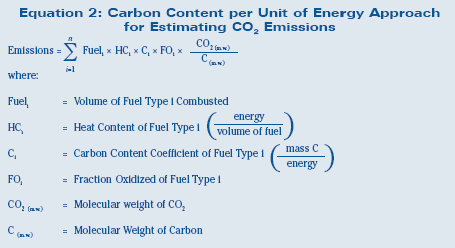 Equation 2: Carbon Content per Unit of Energy Approach
for Estimating CO₂ Emissions
Emissions = n ∑ i=1 Fuelᵢ × HCᵢ × Cᵢ × FOᵢ × CO₂ (m.w.) / C (m.w.)
where:
Fuelᵢ = Volume of Fuel Type i Combusted
HCᵢ = Heat Content of Fuel Type i ( energy / volume of fuel )
Cᵢ = Carbon Content Coefficient of Fuel Type i ( mass C / energy )
FOᵢ = Fraction Oxidized of Fuel Type i
CO₂ (m.w.) = Molecular weight of CO₂
C (m.w.) = Molecular Weight of Carbon